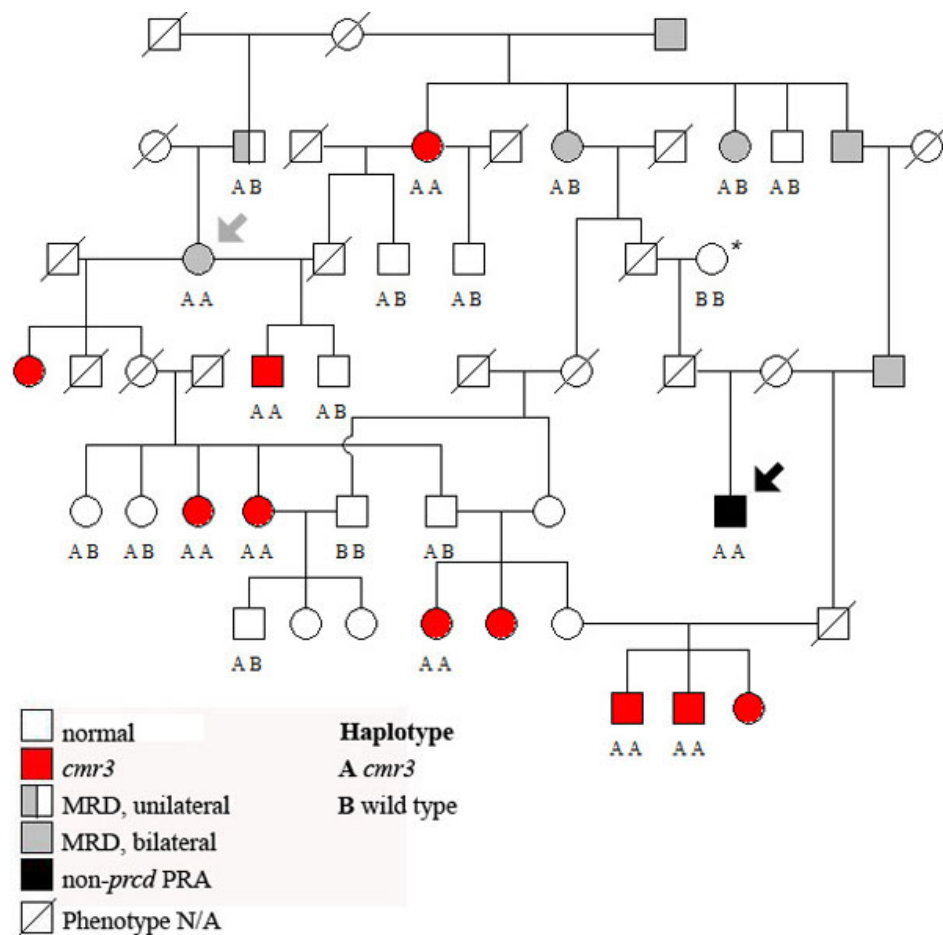 A B A A A B A B A B
*
A A A B A B B B
A A A B
A B A B A A A A B B A B A A
A B A A
A A A A
normal
cmr3
MRD, unilateral
MRD, bilateral
non-prcd PRA
Phenotype N/A
Haplotype
A cmr3
B wild type